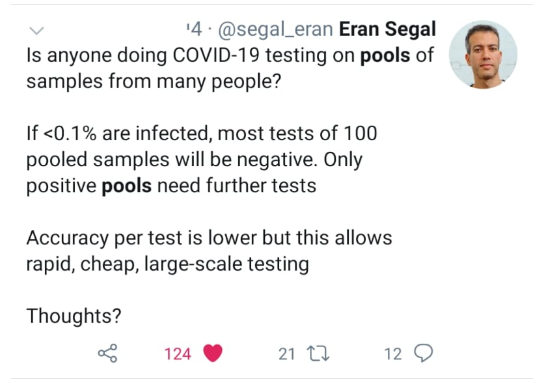 '4 · @segal_eran Eran Segal
Is anyone doing COVID-19 testing on pools of
samples from many people?
If <0.1% are infected, most tests of 100
pooled samples will be negative. Only
positive pools need further tests
Accuracy per test is lower but this allows
rapid, cheap, large-scale testing
Thoughts?
124 21 12